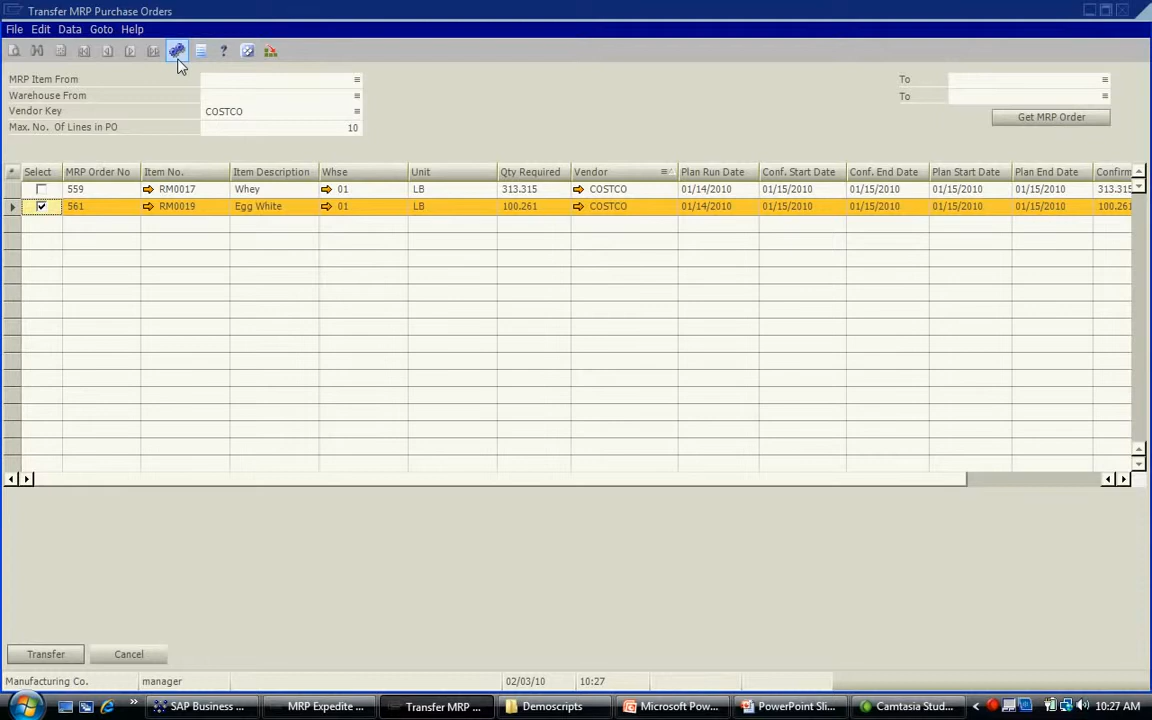 Transfer MRP Purchase Orders
File Edit Data Goto Help
MRP Item From To
Warehouse From To
Vendor Key COSTCO Get MRP Order
Max. No. Of Lines in PO 10
Select MRP Order No Item No. Item Description Whse Unit Qty Required Vendor Plan Run Date Conf. Start Date Conf. End Date Plan Start Date Plan End Date Confirm
559 RM0017 Whey 01 LB 313.315 COSTCO 01/14/2010 01/15/2010 01/15/2010 01/15/2010 01/15/2010 313.315
561 RM0019 Egg White 01 LB 100.261 COSTCO 01/14/2010 01/15/2010 01/15/2010 01/15/2010 01/15/2010 100.261
Transfer Cancel
Manufacturing Co. manager 02/03/10 10:27
SAP Business ... MRP Expedite ... Transfer MRP ... Demoscripts Microsoft Pow... PowerPoint Sli... Camtasia Stud... 10:27 AM